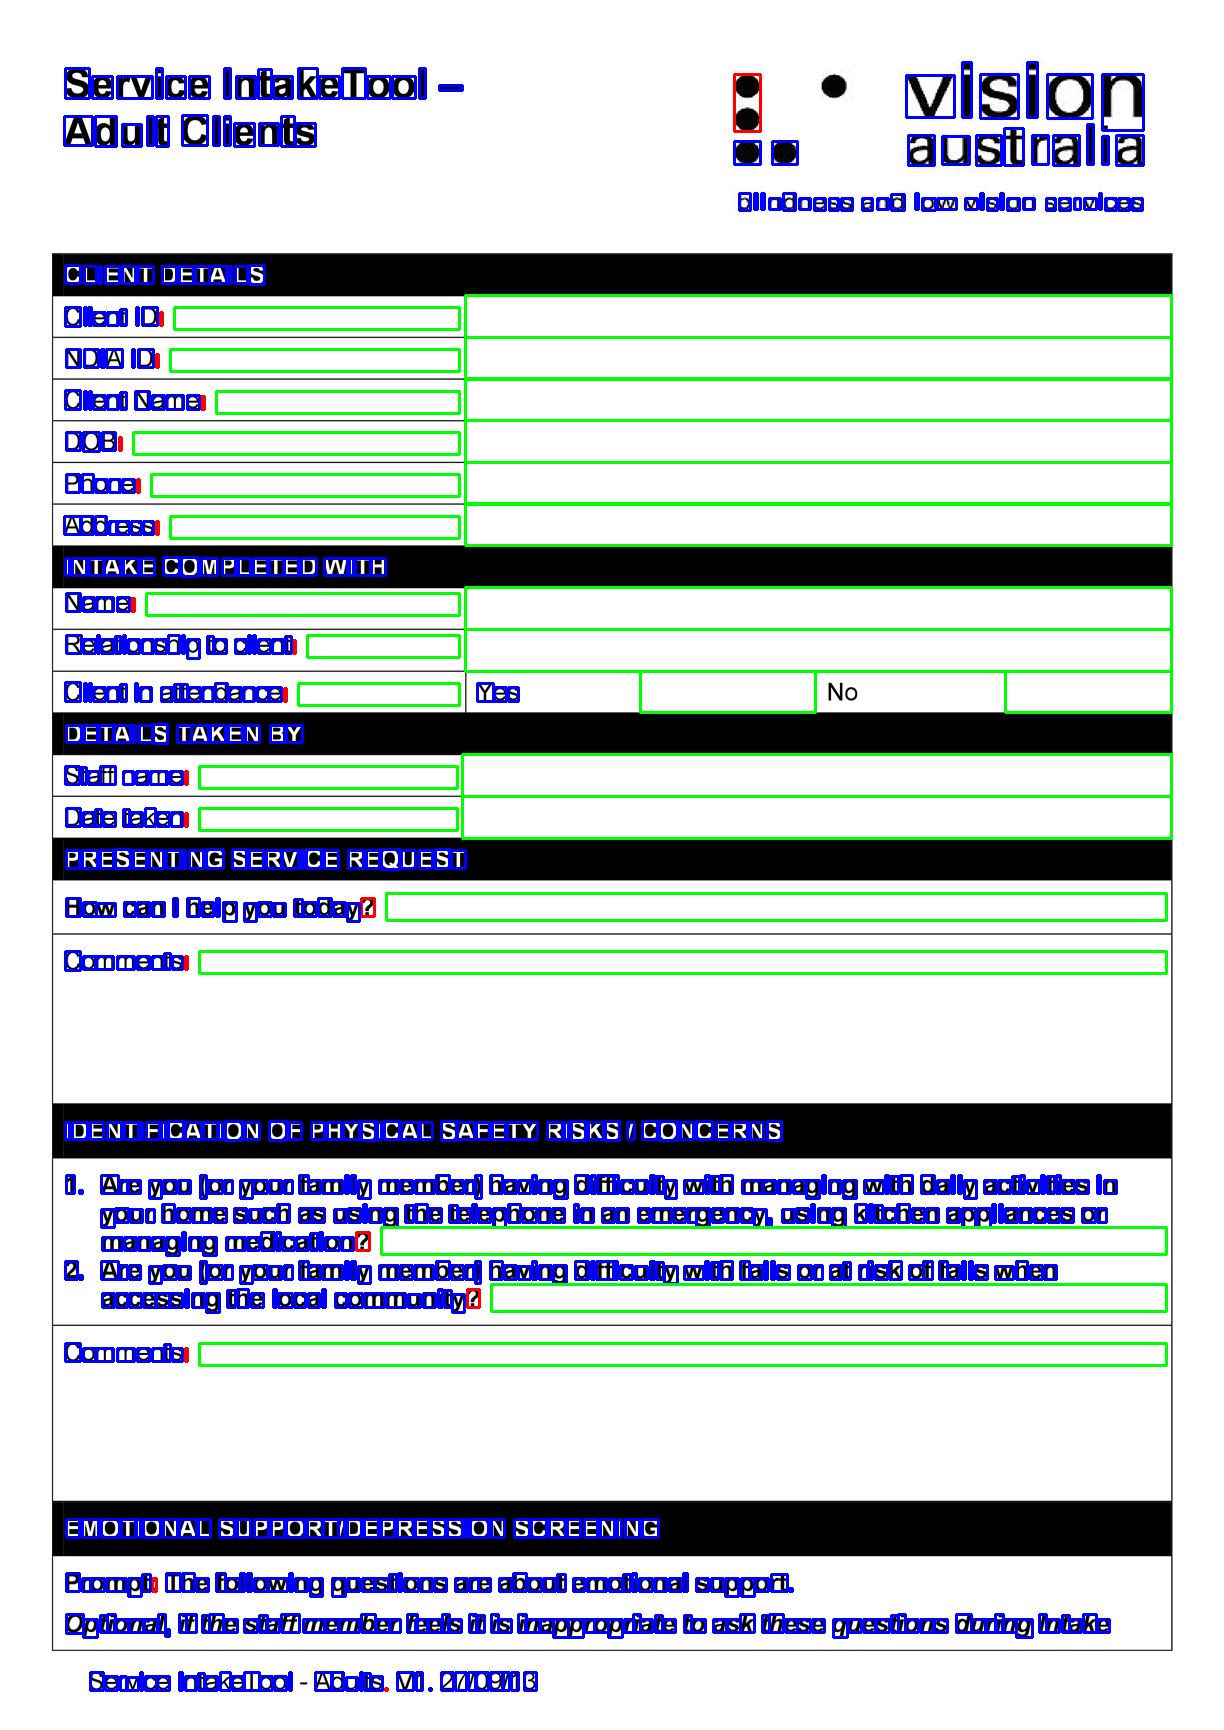 Service IntakeTool –
Adult Clients
vision
australia
blindness and low vision services
CLIENT DETAILS
Client ID:
NDIA ID:
Client Name:
DOB:
Phone:
Address:
INTAKE COMPLETED WITH
Name:
Relationship to client:
Client in attendance: Yes No
DETAILS TAKEN BY
Staff name:
Date taken:
PRESENTING SERVICE REQUEST
How can I help you today?
Comments:
IDENTIFICATION OF PHYSICAL SAFETY RISKS / CONCERNS
1. Are you (or your family member) having difficulty with managing with daily activities in
your home such as using the telephone in an emergency, using kitchen appliances or
managing medication?
2. Are you (or your family member) having difficulty with falls or at risk of falls when
accessing the local community?
Comments:
EMOTIONAL SUPPORT/DEPRESSION SCREENING
Prompt: The following questions are about emotional support.
Optional, if the staff member feels it is inappropriate to ask these questions during intake
Service IntakeTool - Adults. V1. 27/09/13